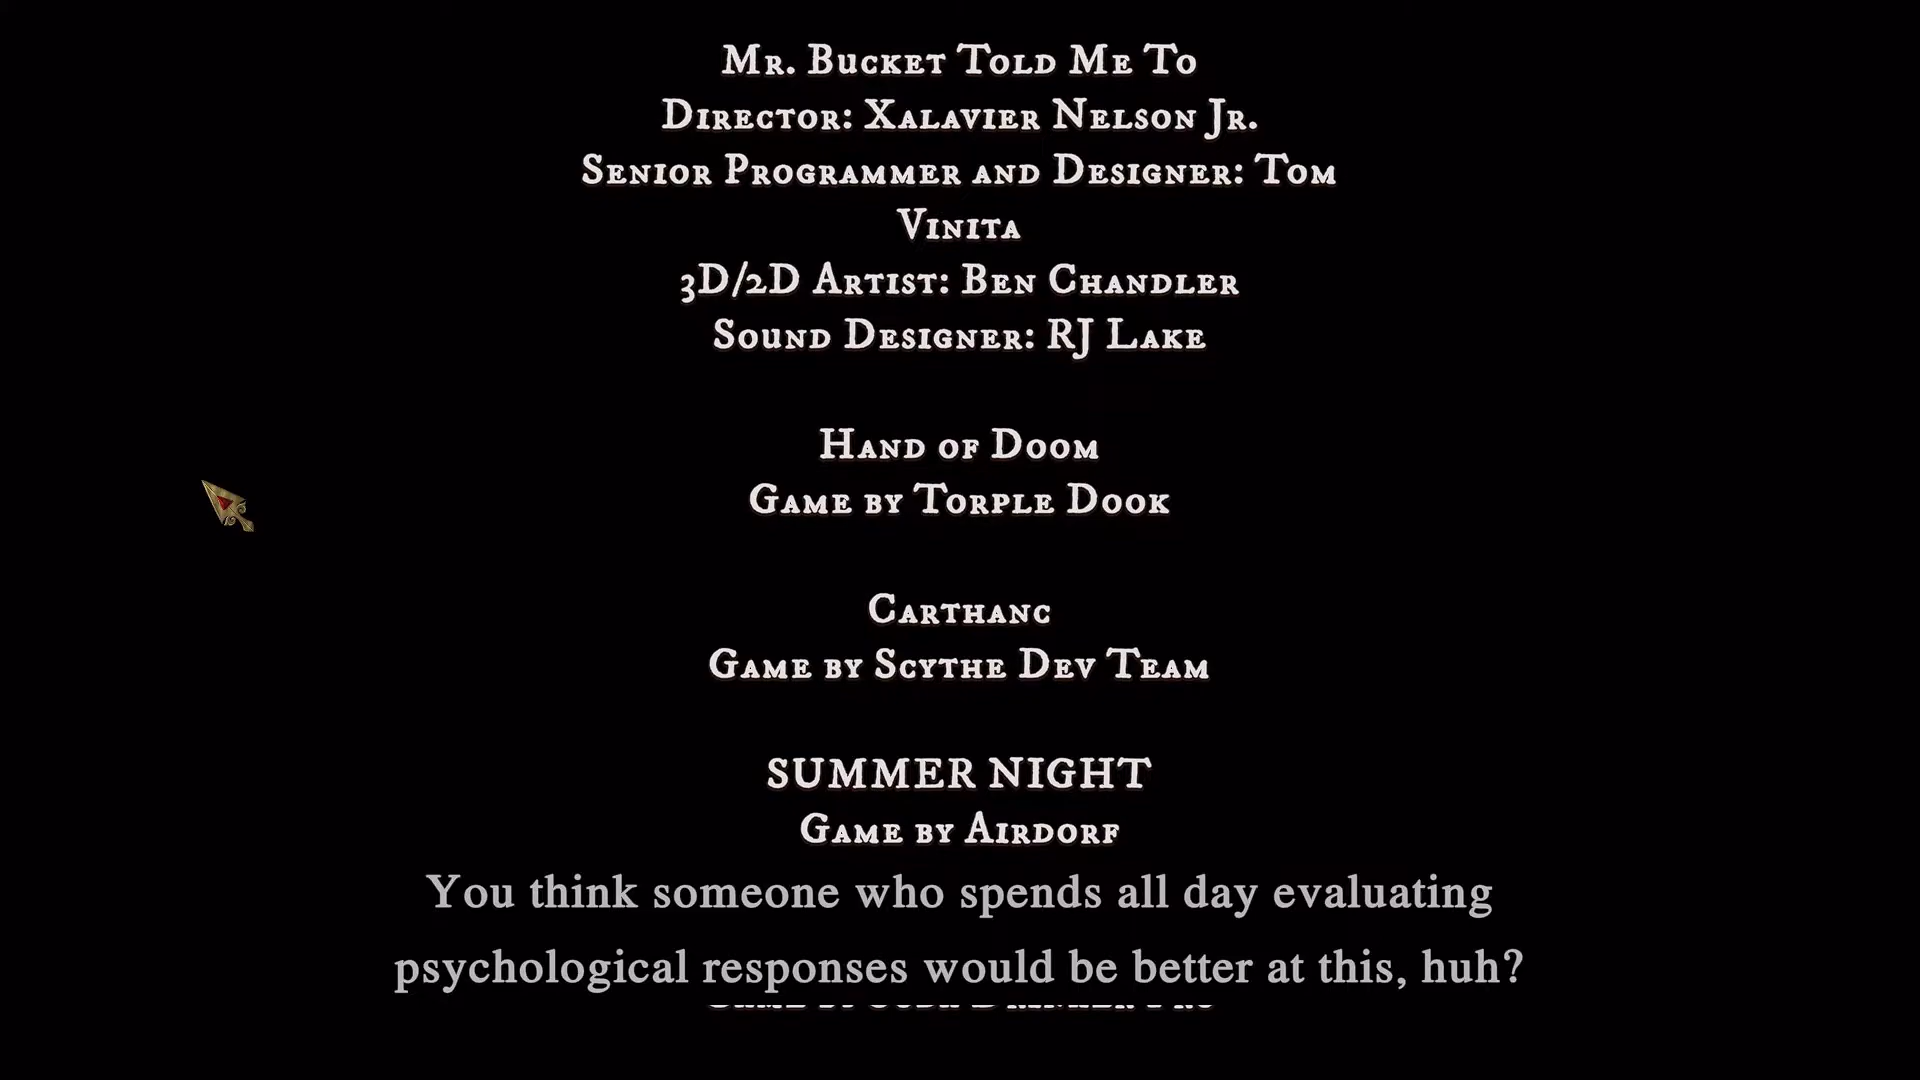 Mr. Bucket Told Me To
Director: Xalavier Nelson Jr.
Senior Programmer and Designer: Tom
Vinita
3D/2D Artist: Ben Chandler
Sound Designer: RJ Lake
Hand of Doom
Game by Torple Dook
Carthanc
Game by Scythe Dev Team
SUMMER NIGHT
Game by Airdorf
You think someone who spends all day evaluating
psychological responses would be better at this, huh?